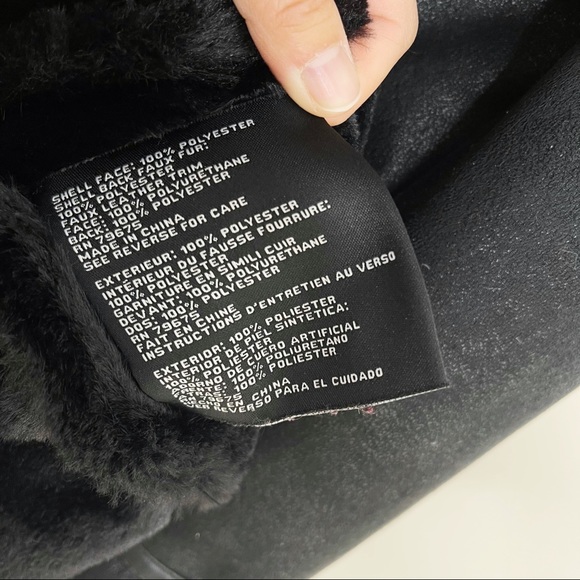 SHELL FACE: 100% POLYESTER
SHELL BACK FAUX FUR:
100% POLYESTER
FAUX LEATHER TRIM
FACE: 100% POLYURETHANE
BACK: 100% POLYESTER
RN 79675
MADE IN CHINA
SEE REVERSE FOR CARE
EXTERIEUR: 100% POLYESTER
INTERIEUR DU FAUSSE FOURRURE:
100% POLYESTER
GARNITURE EN SIMILI CUIR
DEVANT: 100% POLYURETHANE
DOS: 100% POLYESTER
RN 79675
FAIT EN CHINE
INSTRUCTIONS D'ENTRETIEN AU VERSO
EXTERIOR: 100% POLIESTER
INTERIOR DE PIEL SINTETICA:
100% POLIESTER
DE CUERO ARTIFICIAL
100% POLIURETANO
100% POLIESTER
CHINA
REVERSO PARA EL CUIDADO